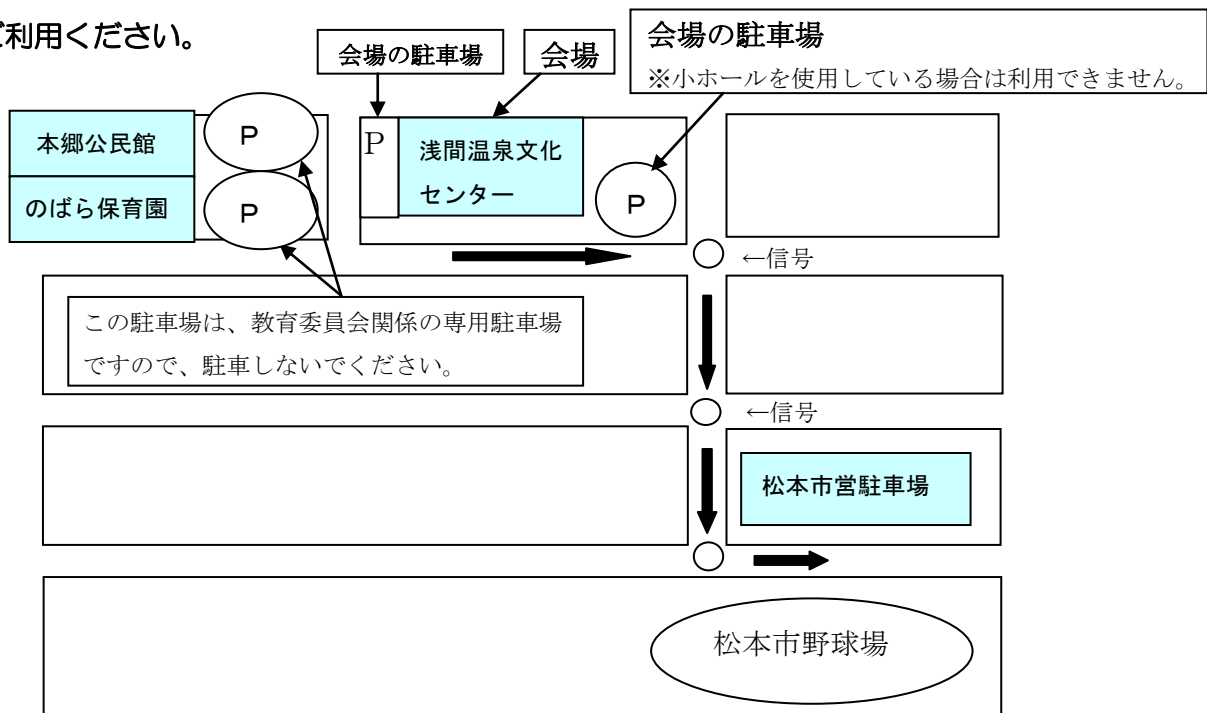 ご利用ください。
会場の駐車場
会場
会場の駐車場
※小ホールを使用している場合は利用できません。
本郷公民館
P
P
浅間温泉文化
センター
P
のばら保育園
P
←信号
この駐車場は、教育委員会関係の専用駐車場
ですので、駐車しないでください。
←信号
松本市営駐車場
松本市野球場